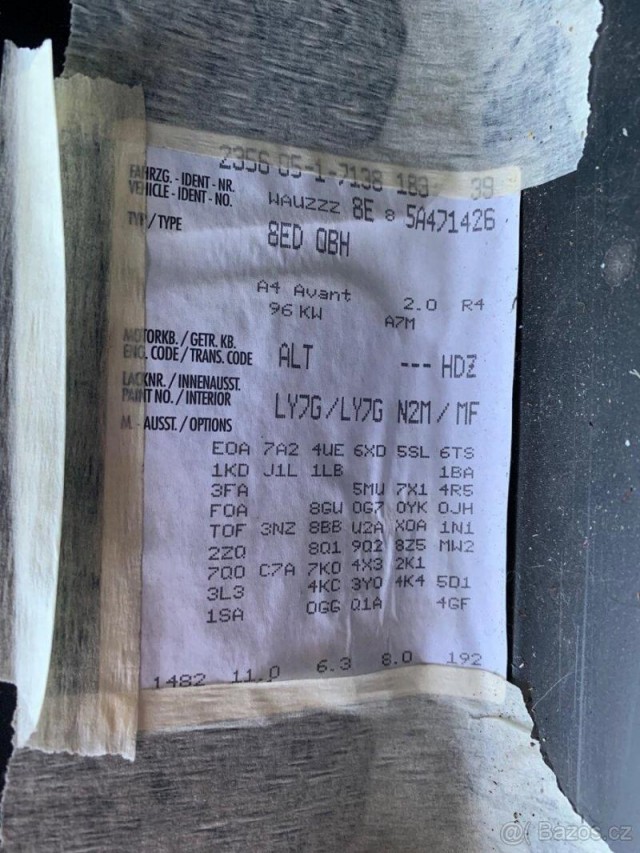 2356 05-1-7138 183 39
FAHRZG. - IDENT - NR.
VEHICLE - IDENT - NO. WAUZZZ 8E 8 5A471426
TYP / TYPE 8ED QBH
A4 Avant 2.0 R4
96 KW A7M
MOTORKB. / GETR. KB.
ENG. CODE / TRANS. CODE ALT --- HDZ
LACKNR. / INNENAUSST.
PAINT NO. / INTERIOR LY7G/LY7G N2M / MF
M. - AUSST. / OPTIONS
E0A 7A2 4UE 6XD 5SL 6TS
1KD J1L 1LB 1BA
3FA 5MU 7X1 4R5
F0A 8GU 0G7 0YK 0JH
T0F 3NZ 8BB U2A X0A 1N1
2ZQ 8Q1 9Q2 8Z5 MW2
7Q0 C7A 7K0 4X3 2K1
3L3 4KC 3Y0 4K4 5D1
1SA 0GG Q1A 4GF
1482 11.0 6.3 8.0 192
@ Bazos.cz